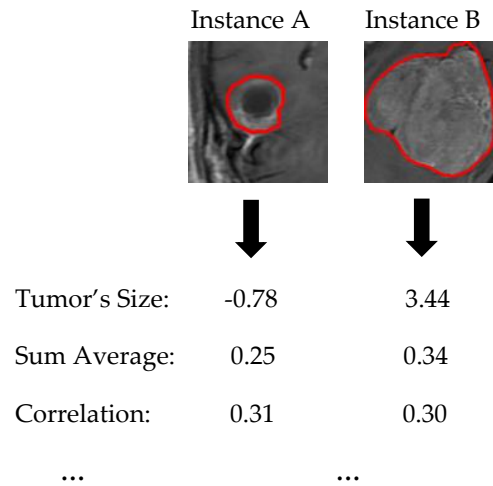 Instance A Instance B
Tumor's Size: -0.78 3.44
Sum Average: 0.25 0.34
Correlation: 0.31 0.30
... ...